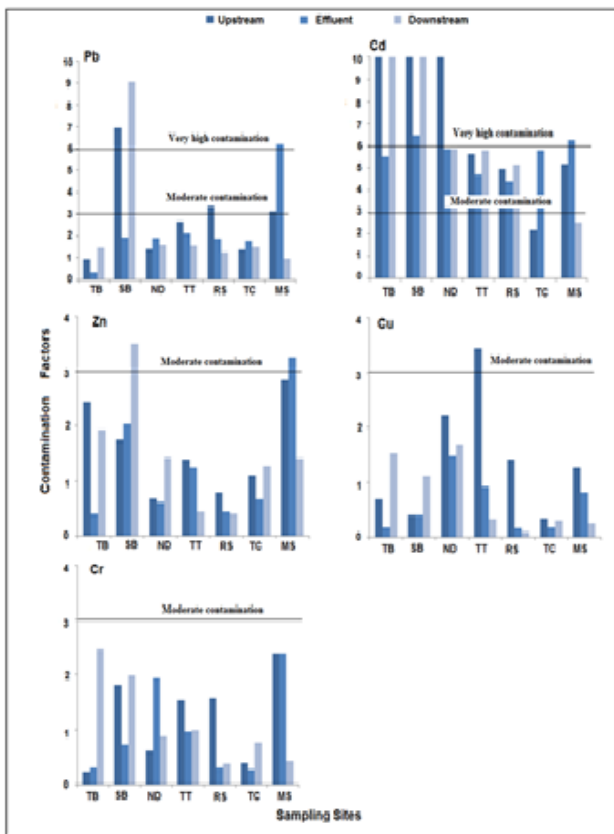 Upstream Effluent Downstream
Pb
10
9
8
7
6
5
4
3
2
1
0
Very high contamination
Moderate contamination
TB SB ND TT RS TC MS
Cd
10
9
8
7
6
5
4
3
2
1
0
Very high contamination
Moderate contamination
TB SB ND TT RS TC MS
Zn
4
3
2
1
0
Moderate contamination
TB SB ND TT RS TC MS
Cu
4
3
2
1
0
Moderate contamination
TB SB ND TT RS TC MS
Contamination Factors
Cr
4
3
2
1
0
Moderate contamination
TB SB ND TT RS TC MS
Sampling Sites